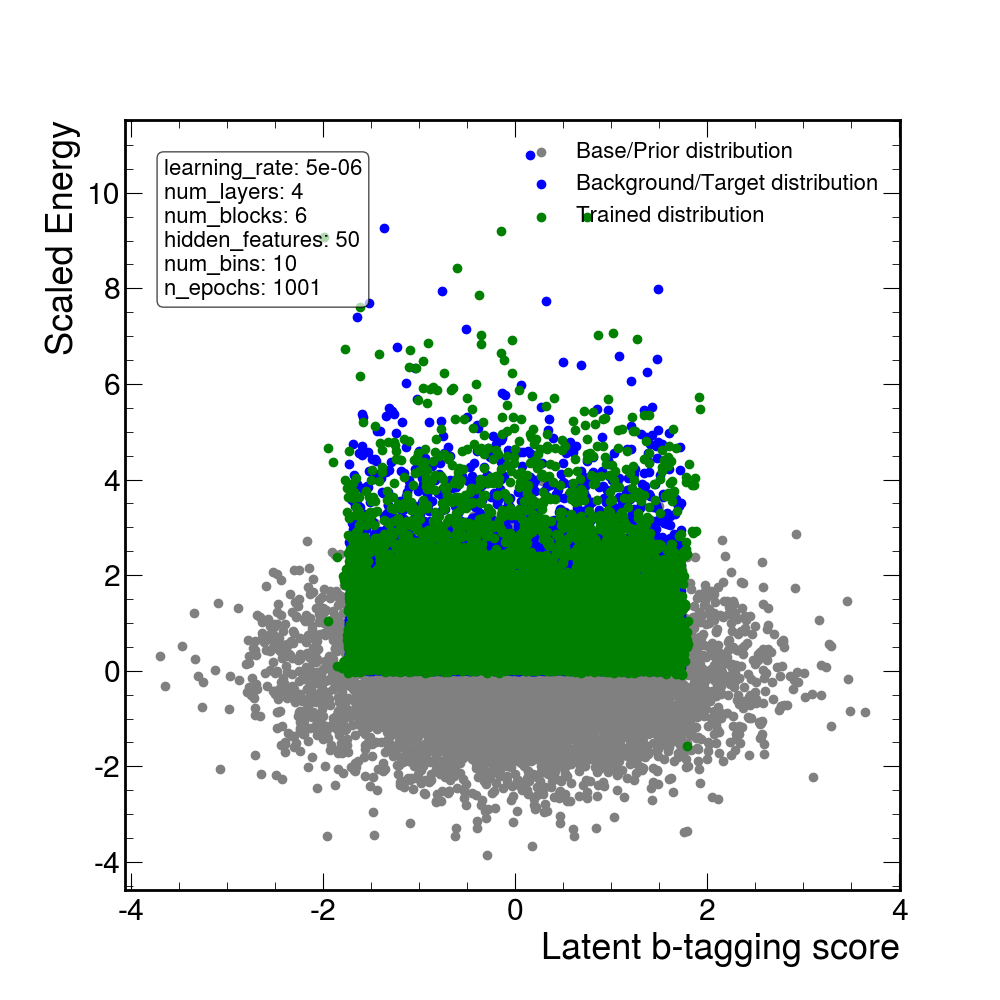 Scaled Energy
10
8
6
4
2
0
-2
-4
learning_rate: 5e-06
num_layers: 4
num_blocks: 6
hidden_features: 50
num_bins: 10
n_epochs: 1001
Base/Prior distribution
Background/Target distribution
Trained distribution
-4 -2 0 2 4
Latent b-tagging score